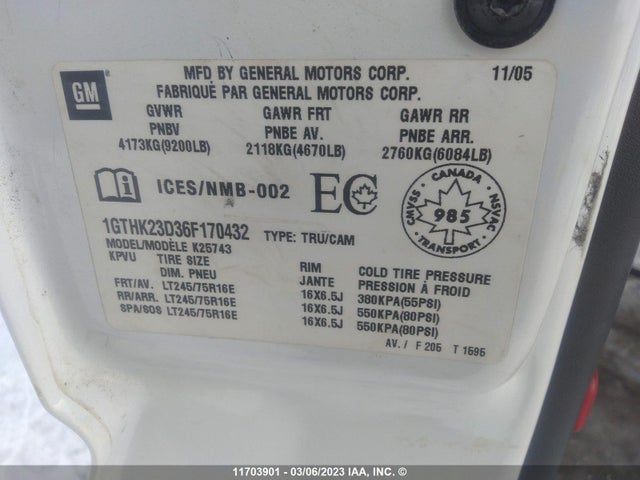 GM
MFD BY GENERAL MOTORS CORP. 11/05
FABRIQUÉ PAR GENERAL MOTORS CORP.
GVWR GAWR FRT GAWR RR
PNBV PNBE AV. PNBE ARR.
4173KG(9200LB) 2118KG(4670LB) 2760KG(6084LB)
ICES/NMB-002 EC
CANADA
CMVSS 985 NSVAC
TRANSPORT
1GTHK23D36F170432 TYPE: TRU/CAM
MODEL/MODÈLE K25743
KPVU TIRE SIZE RIM COLD TIRE PRESSURE
DIM. PNEU JANTE PRESSION À FROID
FRT/AV. LT245/75R16E 16X6.5J 380KPA(55PSI)
RR/ARR. LT245/75R16E 16X6.5J 550KPA(80PSI)
SPA/SOS LT245/75R16E 16X6.5J 550KPA(80PSI)
AV. / F 206 T 1695
11703901 - 03/06/2023 IAA, Inc. ©